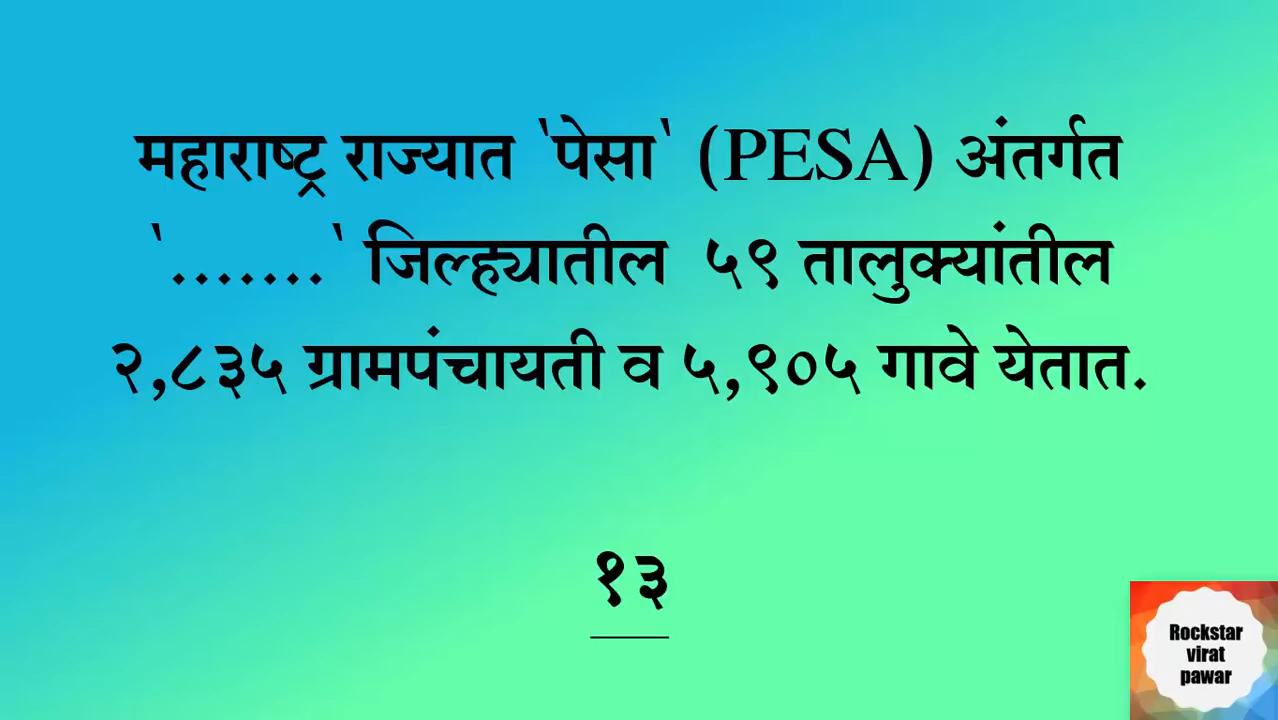 महाराष्ट्र राज्यात 'पेसा' (PESA) अंतर्गत
'.......' जिल्ह्यातील ५९ तालुक्यांतील
२,८३५ ग्रामपंचायती व ५,९०५ गावे येतात.
१३
Rockstar
virat
pawar